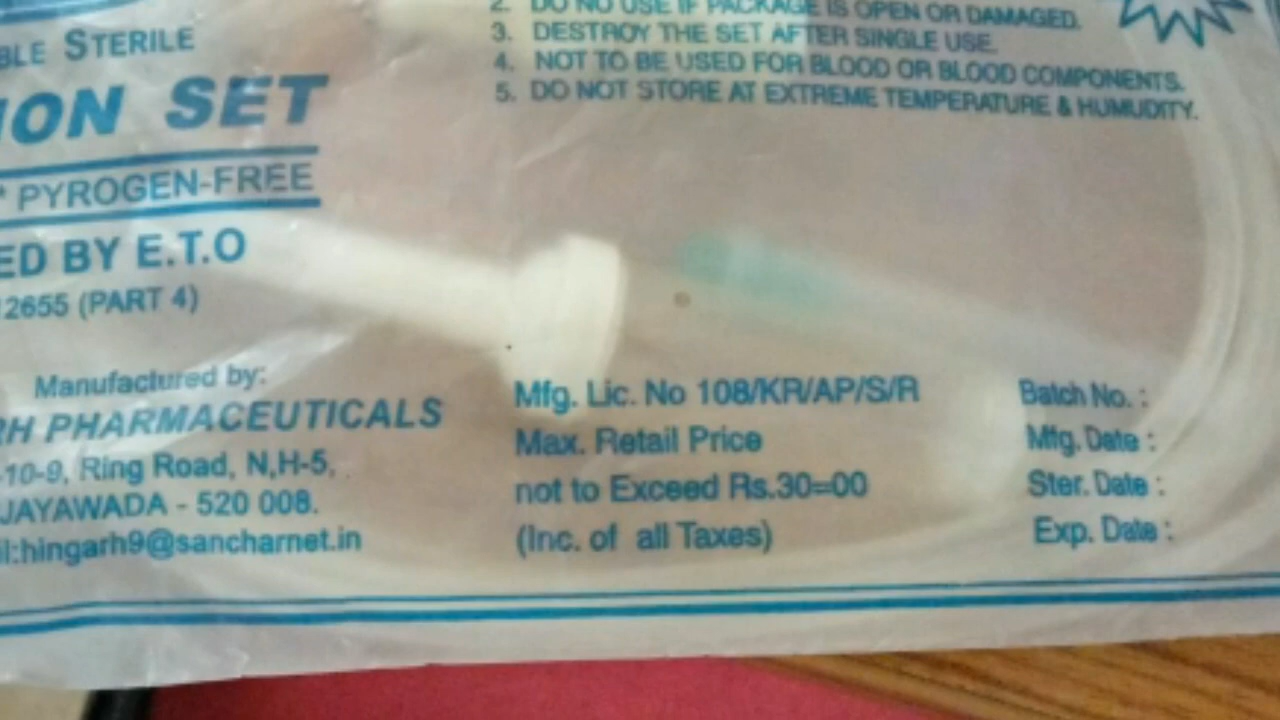 BLE STERILE
ION SET
* PYROGEN-FREE
ED BY E.T.O
12655 (PART 4)
Manufactured by:
RH PHARMACEUTICALS
-10-9, Ring Road, N,H-5,
JAYAWADA - 520 008.
il:hingarh9@sancharnet.in
2. DO NO USE IF PACKAGE IS OPEN OR DAMAGED.
3. DESTROY THE SET AFTER SINGLE USE.
4. NOT TO BE USED FOR BLOOD OR BLOOD COMPONENTS.
5. DO NOT STORE AT EXTREME TEMPERATURE & HUMUDITY.
Mfg. Lic. No 108/KR/AP/S/R
Max. Retail Price
not to Exceed Rs.30=00
(Inc. of all Taxes)
Batch No. :
Mfg. Date :
Ster. Date :
Exp. Date :